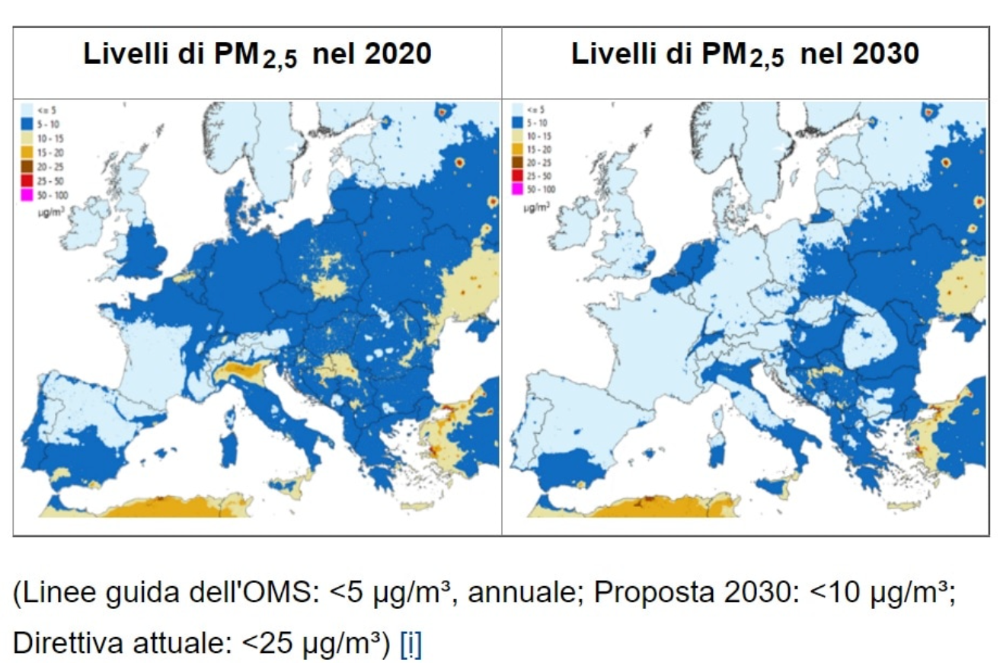 Livelli di PM2,5 nel 2020
Livelli di PM2,5 nel 2030
<= 5
5 - 10
10 - 15
15 - 20
20 - 25
25 - 50
50 - 100
µg/m³
<= 5
5 - 10
10 - 15
15 - 20
20 - 25
25 - 50
50 - 100
µg/m³
(Linee guida dell'OMS: <5 µg/m³, annuale; Proposta 2030: <10 µg/m³;
Direttiva attuale: <25 µg/m³) [i]